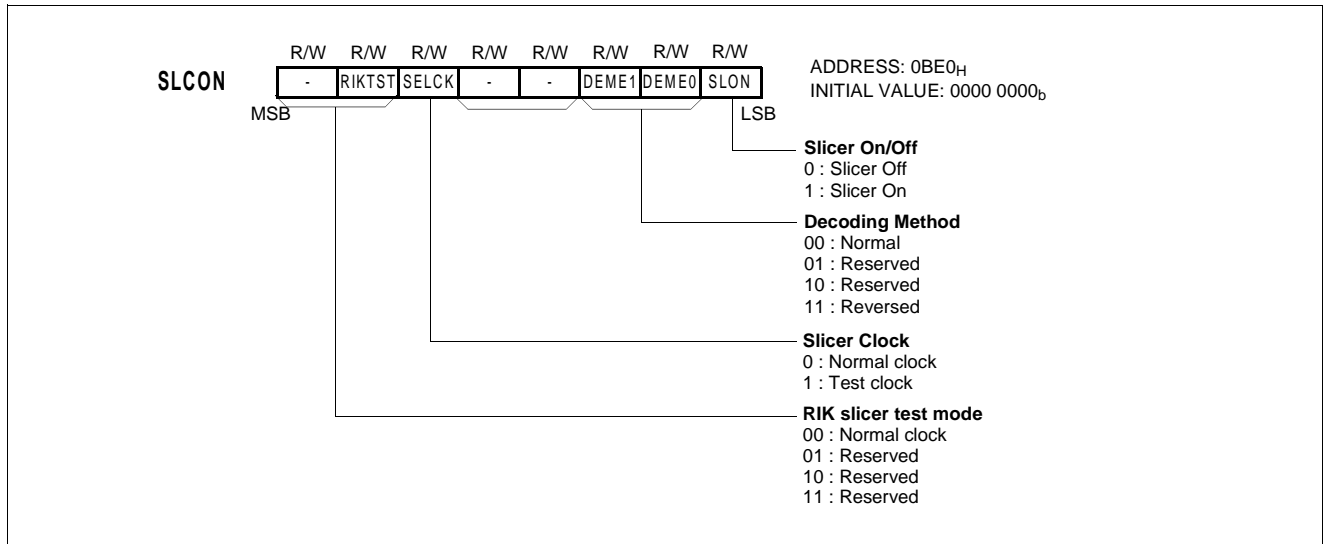 R/W R/W R/W R/W R/W R/W R/W R/W
SLCON - RIKTST SELCK - - DEME1 DEME0 SLON
MSB LSB
ADDRESS: 0BE0H
INITIAL VALUE: 0000 0000b
Slicer On/Off
0 : Slicer Off
1 : Slicer On
Decoding Method
00 : Normal
01 : Reserved
10 : Reserved
11 : Reversed
Slicer Clock
0 : Normal clock
1 : Test clock
RIK slicer test mode
00 : Normal clock
01 : Reserved
10 : Reserved
11 : Reserved